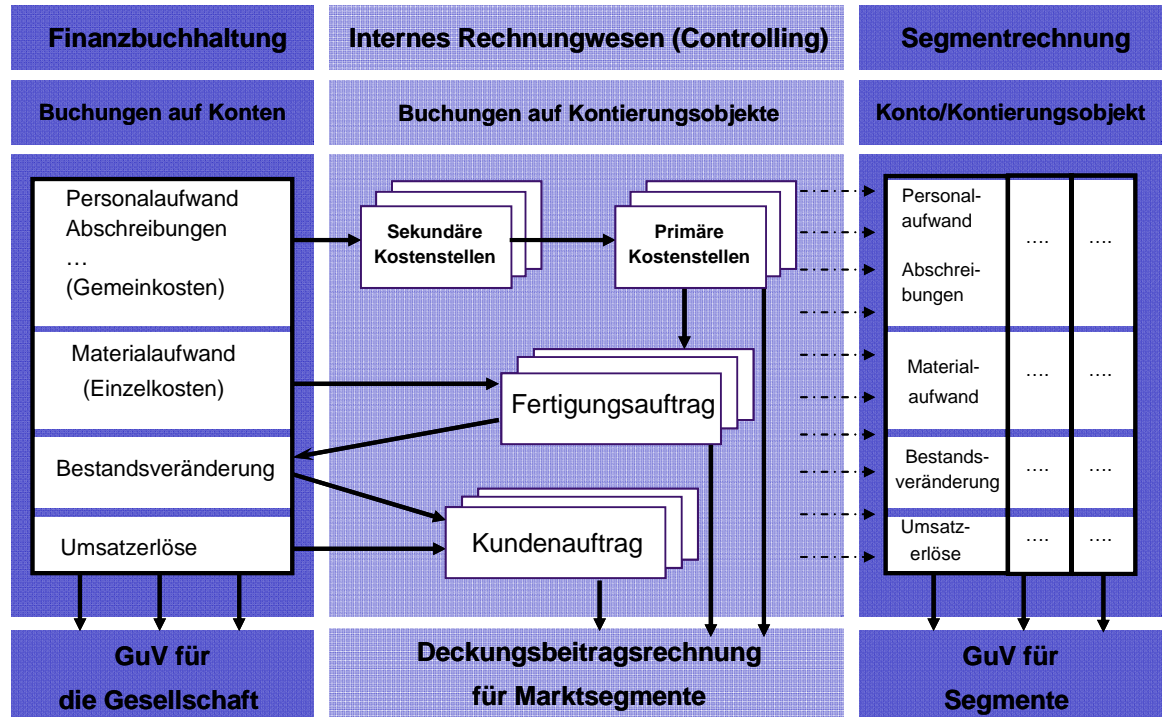 Finanzbuchhaltung
Internes Rechnungwesen (Controlling)
Segmentrechnung
Buchungen auf Konten
Buchungen auf Kontierungsobjekte
Konto/Kontierungsobjekt
Personalaufwand
Abschreibungen
…
(Gemeinkosten)
Materialaufwand
(Einzelkosten)
Bestandsveränderung
Umsatzerlöse
Sekundäre
Kostenstellen
Primäre
Kostenstellen
Fertigungsauftrag
Kundenauftrag
Personal-
aufwand
Abschrei-
bungen
….
….
Material-
aufwand
….
….
Bestands-
veränderung
….
….
Umsatz-
erlöse
….
….
GuV für
die Gesellschaft
Deckungsbeitragsrechnung
für Marktsegmente
GuV für
Segmente